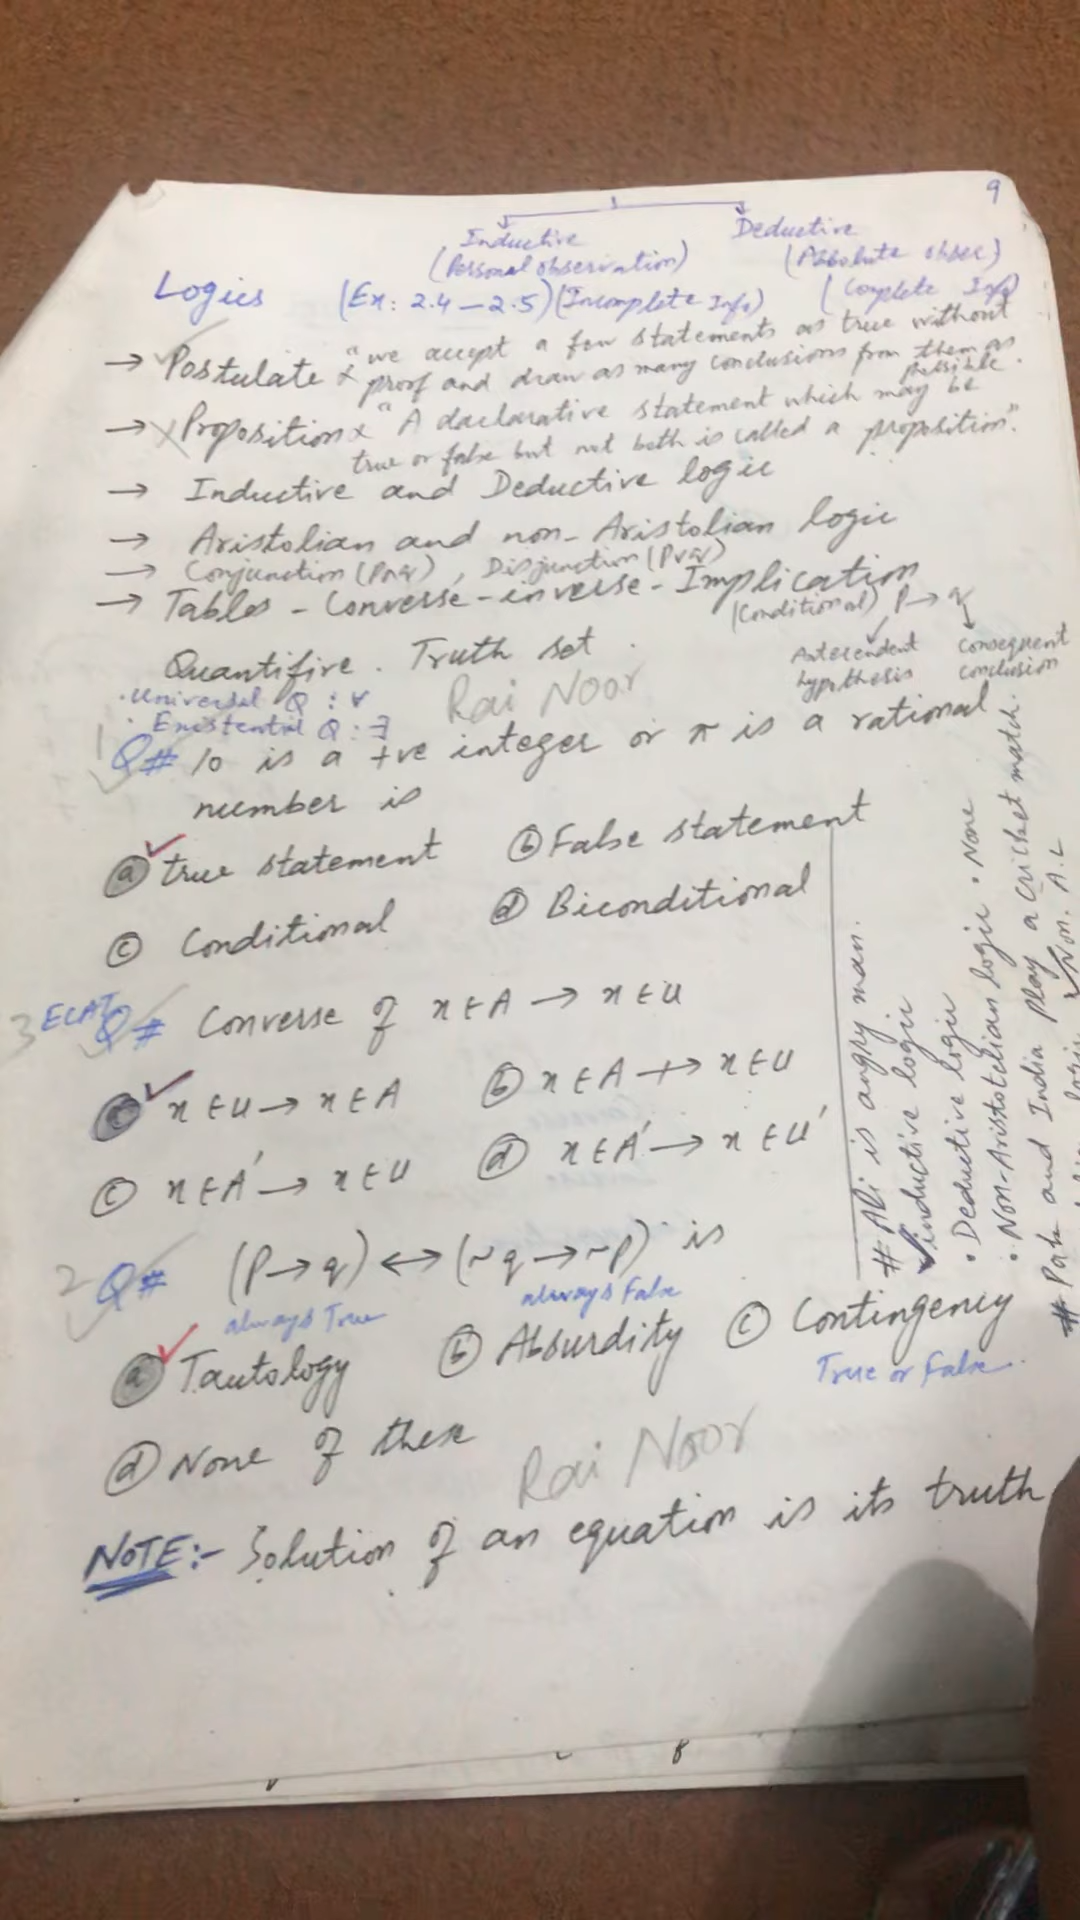 9
Inductive Deductive
(Personal observation) (Absolute obser)
Logics (Ex: 2.4 – 2.5) (Incomplete Info) (Complete Info)
→ Postulate "we accept a few statements as true without
proof and draw as many conclusions from them as
possible.
→ Proposition "A daclarative statement which may be
true or false but not both is called a proposition."
→ Inductive and Deductive logic
→ Aristolian and non-Aristolian logic
→ Conjunction (P∧q), Disjunction (P∨q)
→ Tables - Converse - inverse - Implication
(Conditional) P → q
Antecendent Consequent
hypothesis conclusion
Quantifire. Truth set.
· Universal Q : ∀
· Existential Q : ∃
Rai Noor
1 Q# 10 is a +ve integer or π is a rational
number is
ⓐ true statement ⓑ False statement
ⓒ Conditional ⓓ Biconditional
3 ECAT Q# Converse of x∈A → x∈U
x∈U → x∈A ⓑ x∈A ↛ x∈U
ⓒ x∈A' → x∈U ⓓ x∈A' → x∈U'
2 Q# (P→q) ↔ (~q→~p) is
always True always False
ⓐ Tautology ⓑ Absurdity ⓒ Contingency
True or False.
ⓓ None of these
Rai Noor
NOTE:- Solution of an equation is its truth
# Ali is angry man.
inductive logic
· Deductive logic
· Non-Aristotelian logic · None
# Pak and India play a cricket match
logic Non. A.L